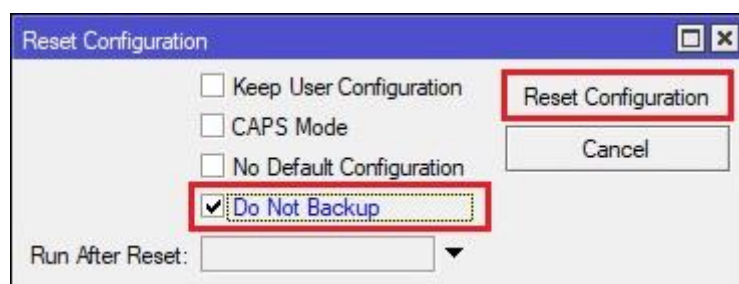 Reset Configuration
Keep User Configuration
Reset Configuration
CAPS Mode
Cancel
No Default Configuration
Do Not Backup
Run After Reset: